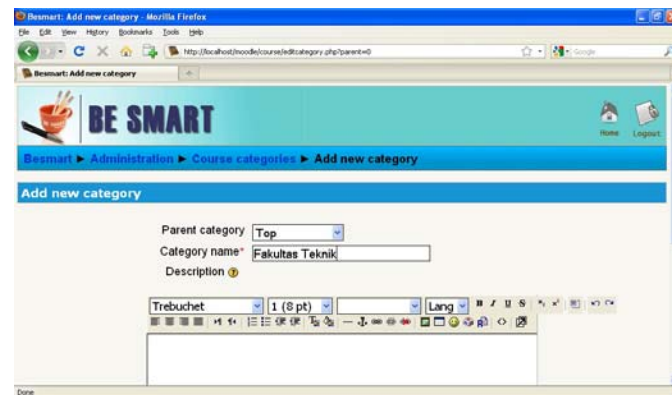 Besmart: Add new category - Mozilla Firefox
File Edit View History Bookmarks Tools Help
http://localhost/moodle/course/editcategory.php?parent=0
Google
Besmart: Add new category
BE SMART
Home Logout
Besmart ► Administration ► Course categories ► Add new category
Add new category
Parent category Top
Category name* Fakultas Teknik
Description
Trebuchet 1 (8 pt) Lang B I U S
Done